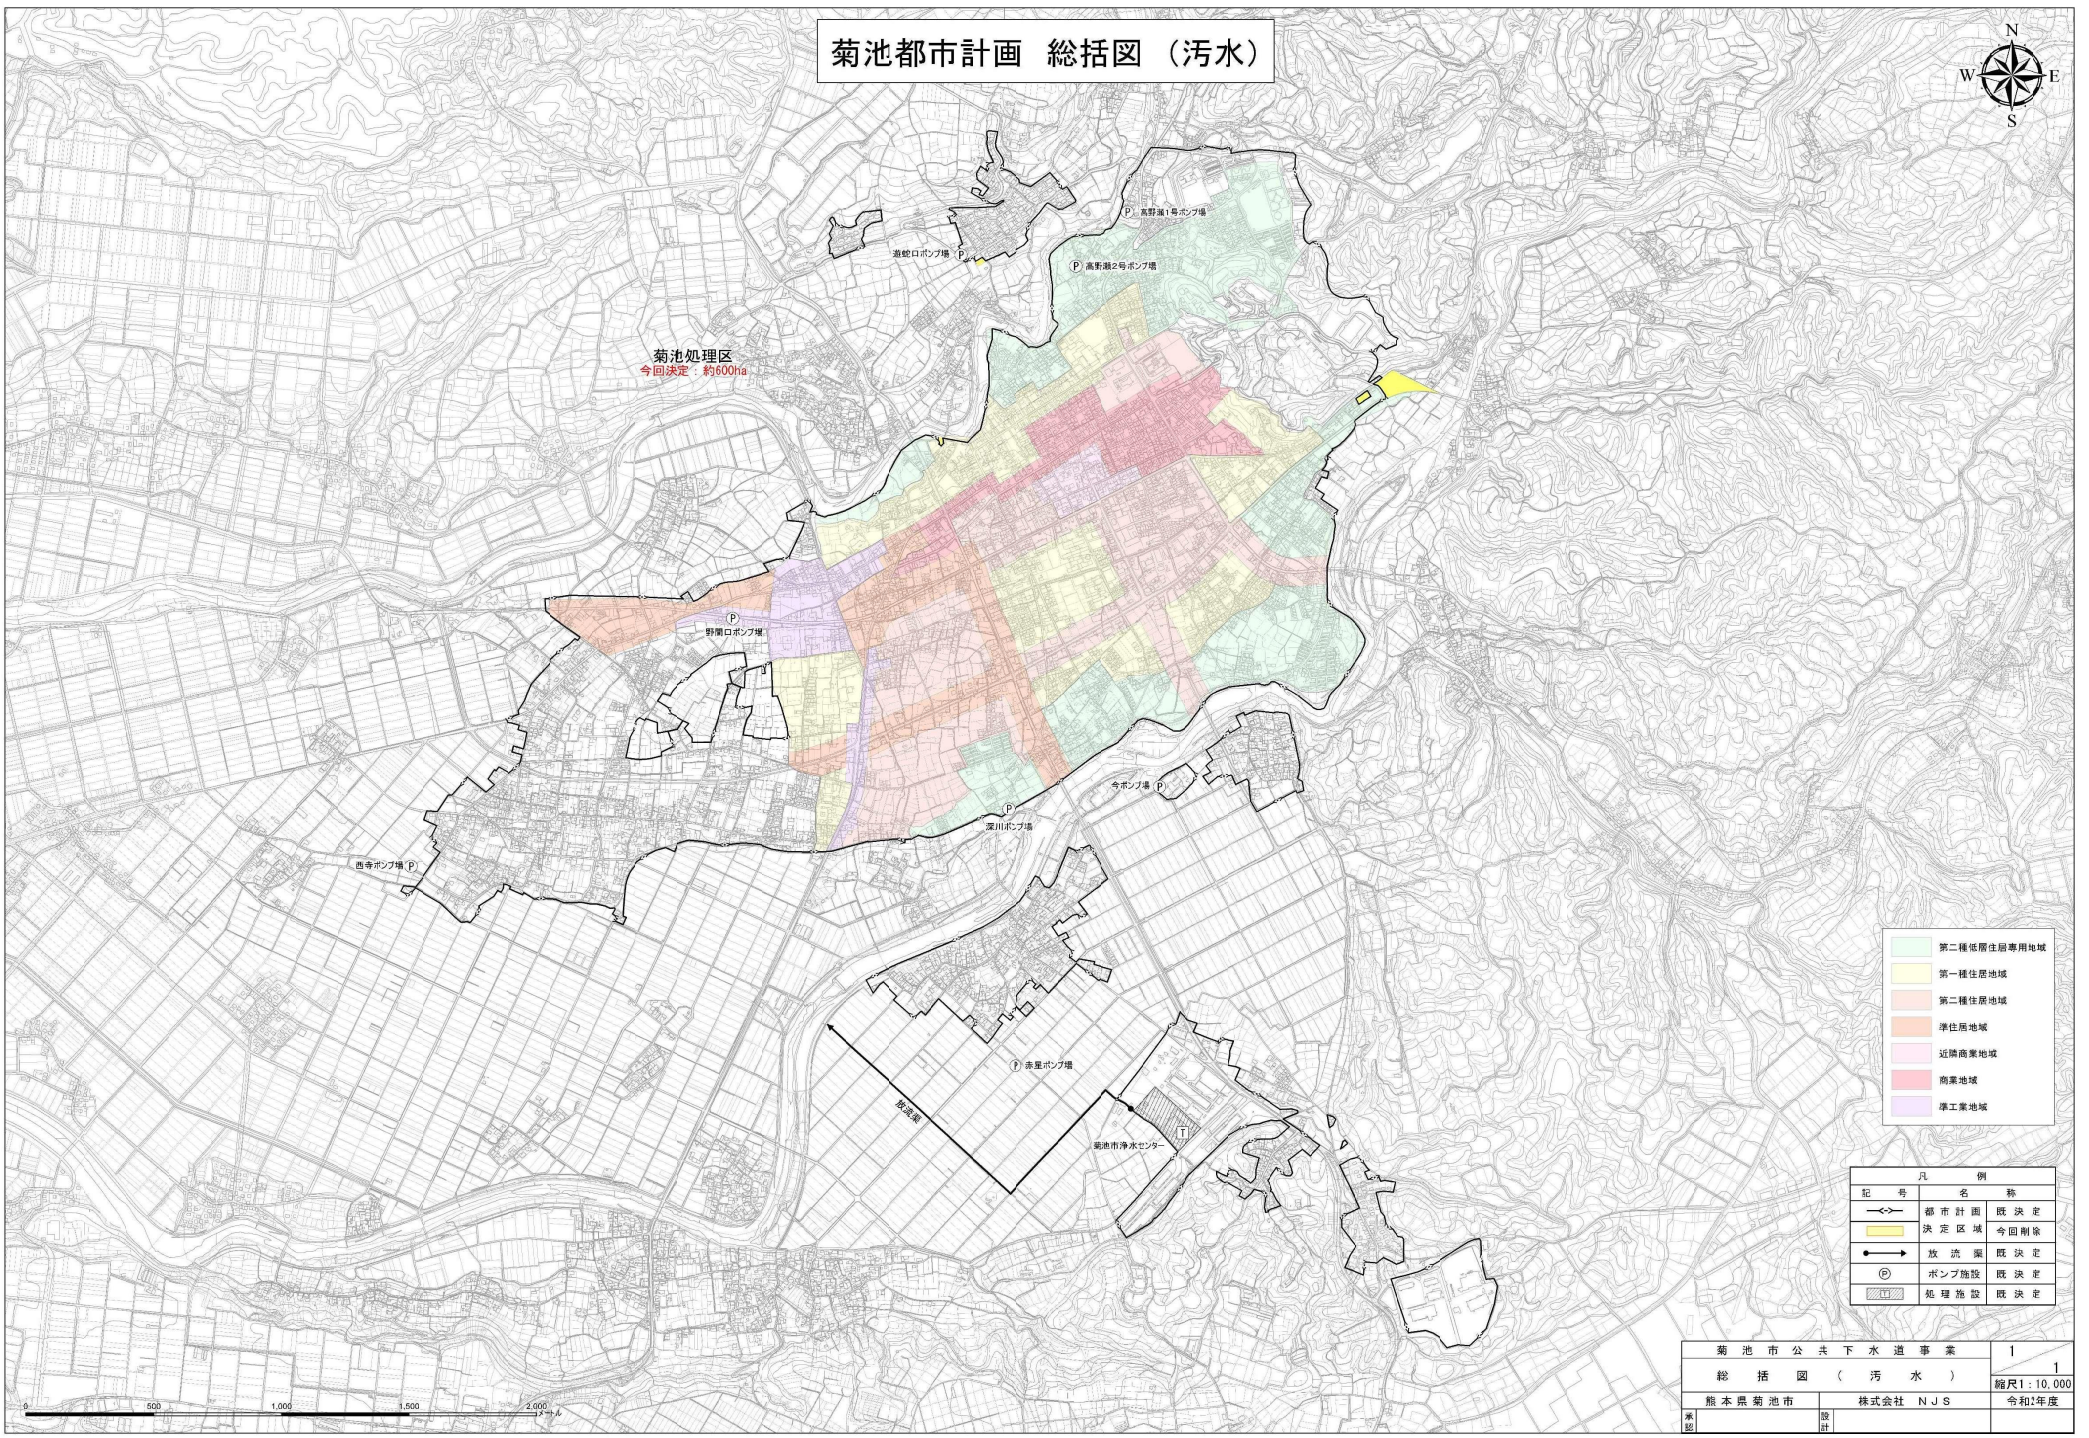 菊池都市計画 総括図 （汚水）
N
W
E
S
高野瀬1号ポンプ場
P
遊蛇口ポンプ場
P
高野瀬2号ポンプ場
P
菊池処理区
今回決定：約600ha
野間口ポンプ場
P
今ポンプ場
P
深川ポンプ場
P
西寺ポンプ場
P
赤星ポンプ場
P
放流渠
菊池市浄水センター
T
第二種低層住居専用地域
第一種住居地域
第二種住居地域
準住居地域
近隣商業地域
商業地域
準工業地域
凡 例
記 号 名 称
都市計画 既決定
決定区域 今回削除
放流渠 既決定
P ポンプ施設 既決定
T 処理施設 既決定
菊池市公共下水道事業
1
1
総括図（汚水）
縮尺1：10,000
熊本県菊池市 株式会社 NJS
承認 設計
0 500 1,000 1,500 2,000
メートル